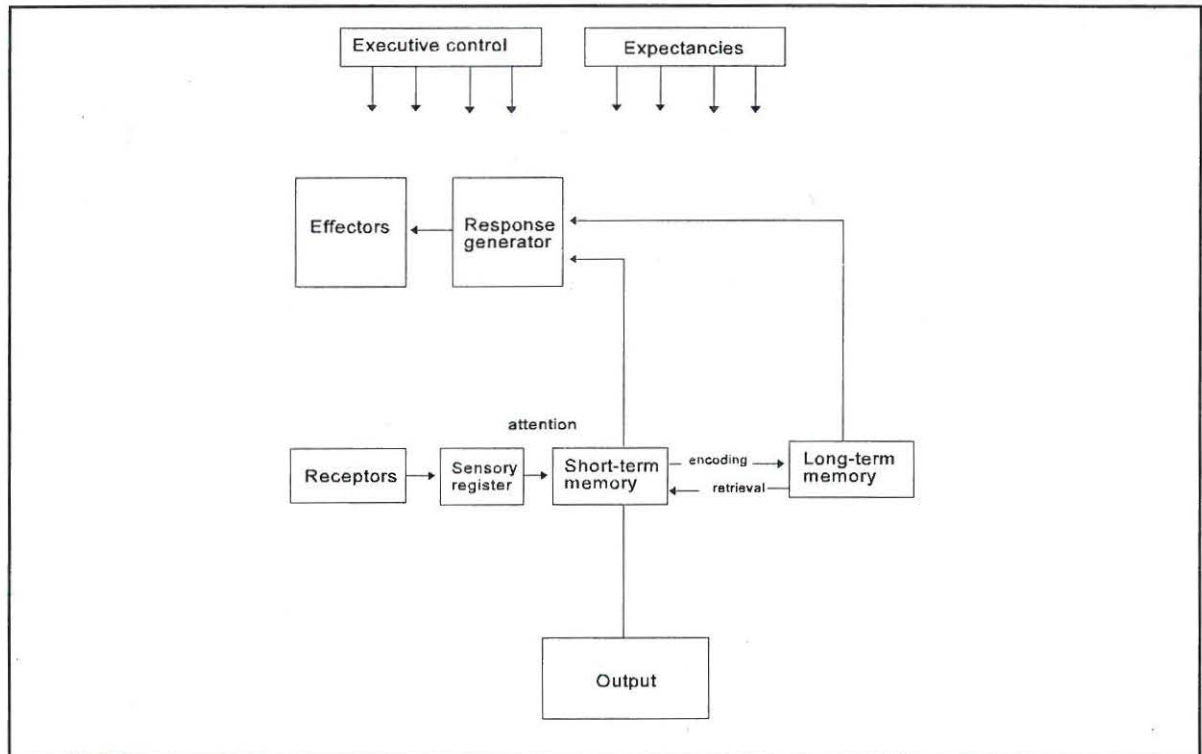 Executive control
Expectancies
Effectors
Response
generator
attention
Receptors
Sensory
register
Short-term
memory
encoding
retrieval
Long-term
memory
Output